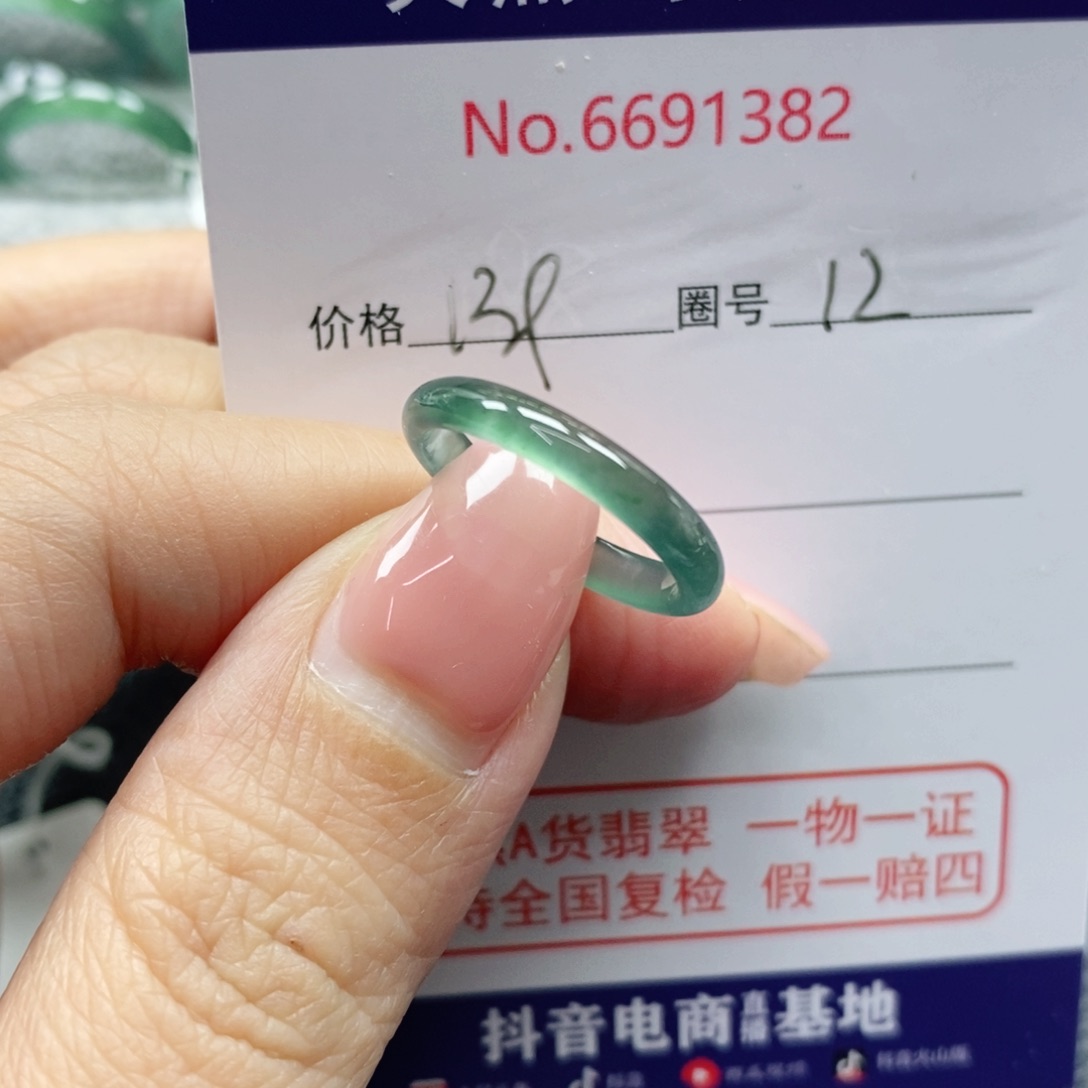 No.6691382
价格 圈号 12
A货翡翠 一物一证
持全国复检 假一赔四
抖音电商直播基地